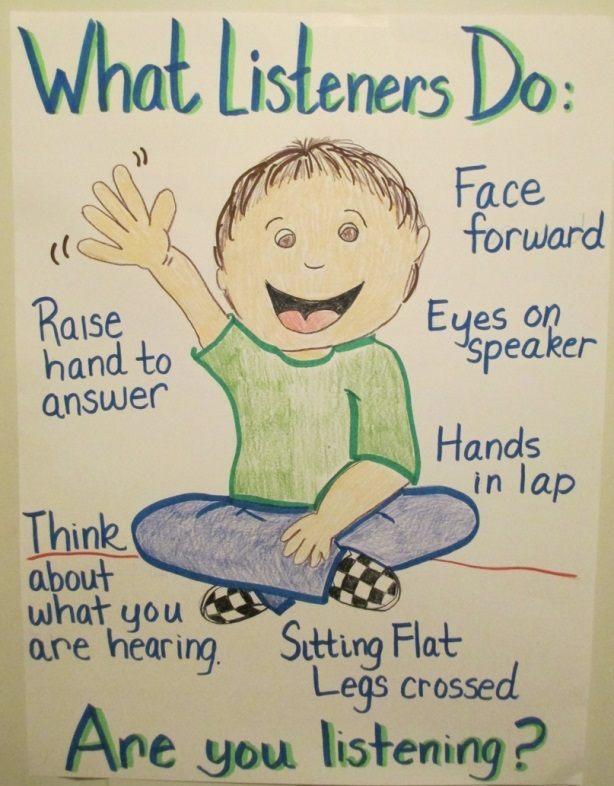 What Listeners Do:
Face
forward
Raise
hand to
answer
Eyes on
speaker
Hands
in lap
Think
about
what you
are hearing.
Sitting Flat
Legs crossed
Are you listening?